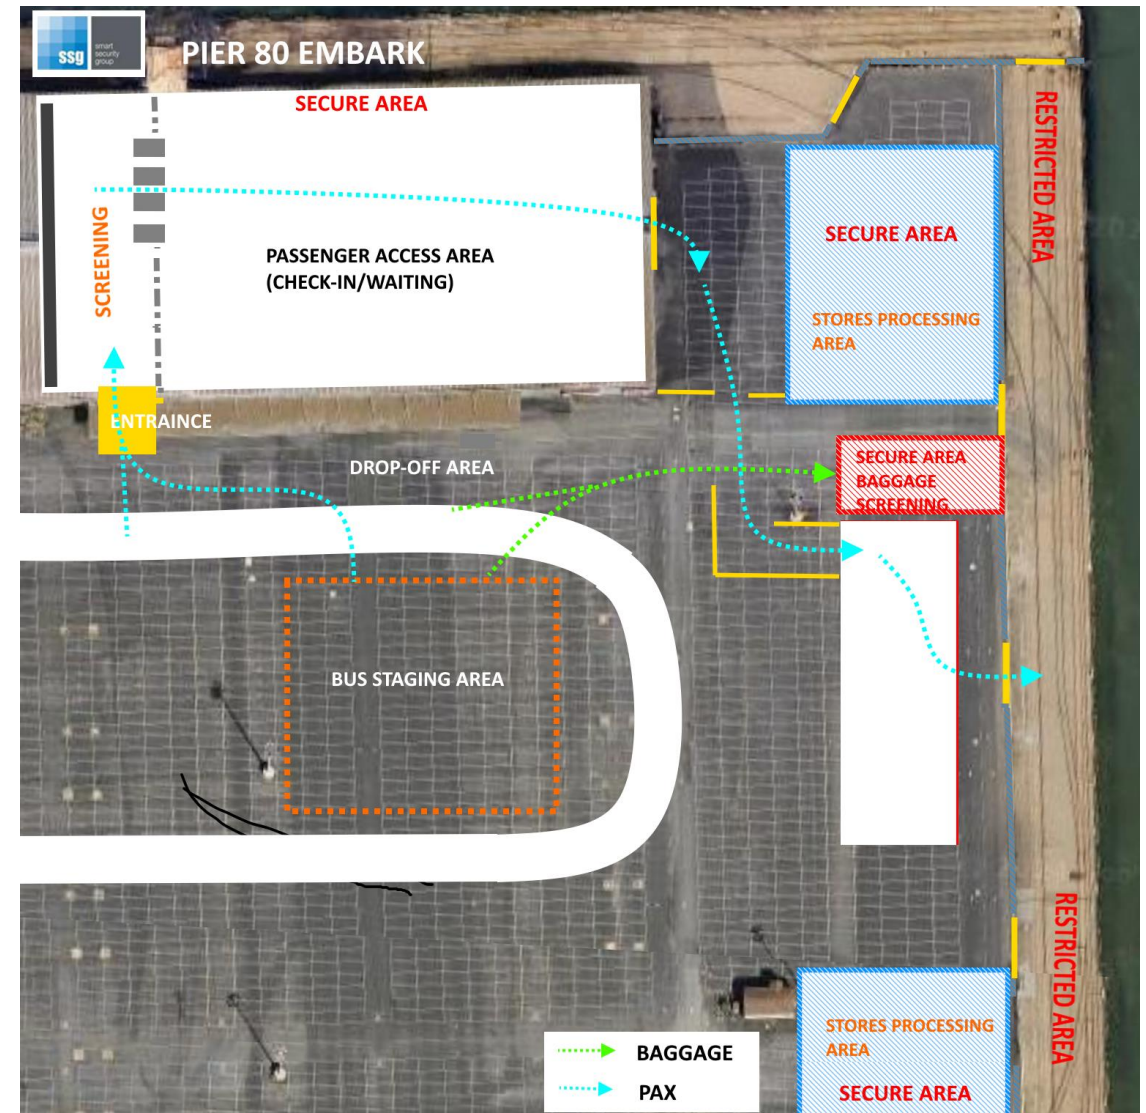 ssg
smart
security
group
PIER 80 EMBARK
SECURE AREA
SCREENING
PASSENGER ACCESS AREA
(CHECK-IN/WAITING)
ENTRAINCE
DROP-OFF AREA
BUS STAGING AREA
SECURE AREA
STORES PROCESSING
AREA
RESTRICTED AREA
SECURE AREA
BAGGAGE
SCREENING
RESTRICTED AREA
STORES PROCESSING
AREA
SECURE AREA
BAGGAGE
PAX